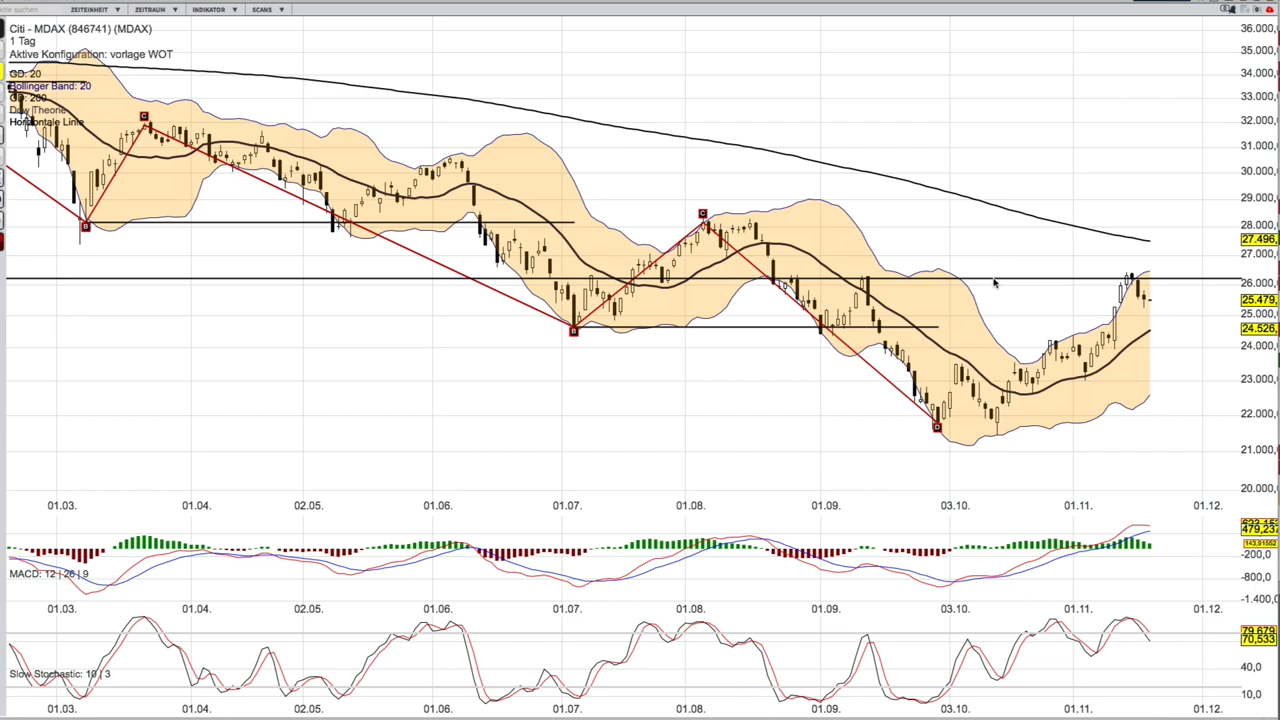 aktie suchen ZEITEINHEIT ▼ ZEITRAUM ▼ INDIKATOR ▼ SCANS ▼
Citi - MDAX (846741) (MDAX)
1 Tag
Aktive Konfiguration: vorlage WOT
GD: 20
Bollinger Band: 20
GD: 200
Dow Theorie
Horizontale Linie
C
B
B
C
B
36.000,
35.000,
34.000,
33.000,
32.000,
31.000,
30.000,
29.000,
28.000,
27.496,
27.000,
26.000,
25.479,
25.000,
24.526,
24.000,
23.000,
22.000,
21.000,
20.000,
01.03. 01.04. 02.05. 01.06. 01.07. 01.08. 01.09. 03.10. 01.11. 01.12.
479,237
-200,0
-800,0
-1.400,0
MACD: 12 | 26 | 9
01.03. 01.04. 02.05. 01.06. 01.07. 01.08. 01.09. 03.10. 01.11. 01.12.
79,679
70,533
40,0
10,0
Slow Stochastic: 10 | 3
01.03. 01.04. 02.05. 01.06. 01.07. 01.08. 01.09. 03.10. 01.11. 01.12.